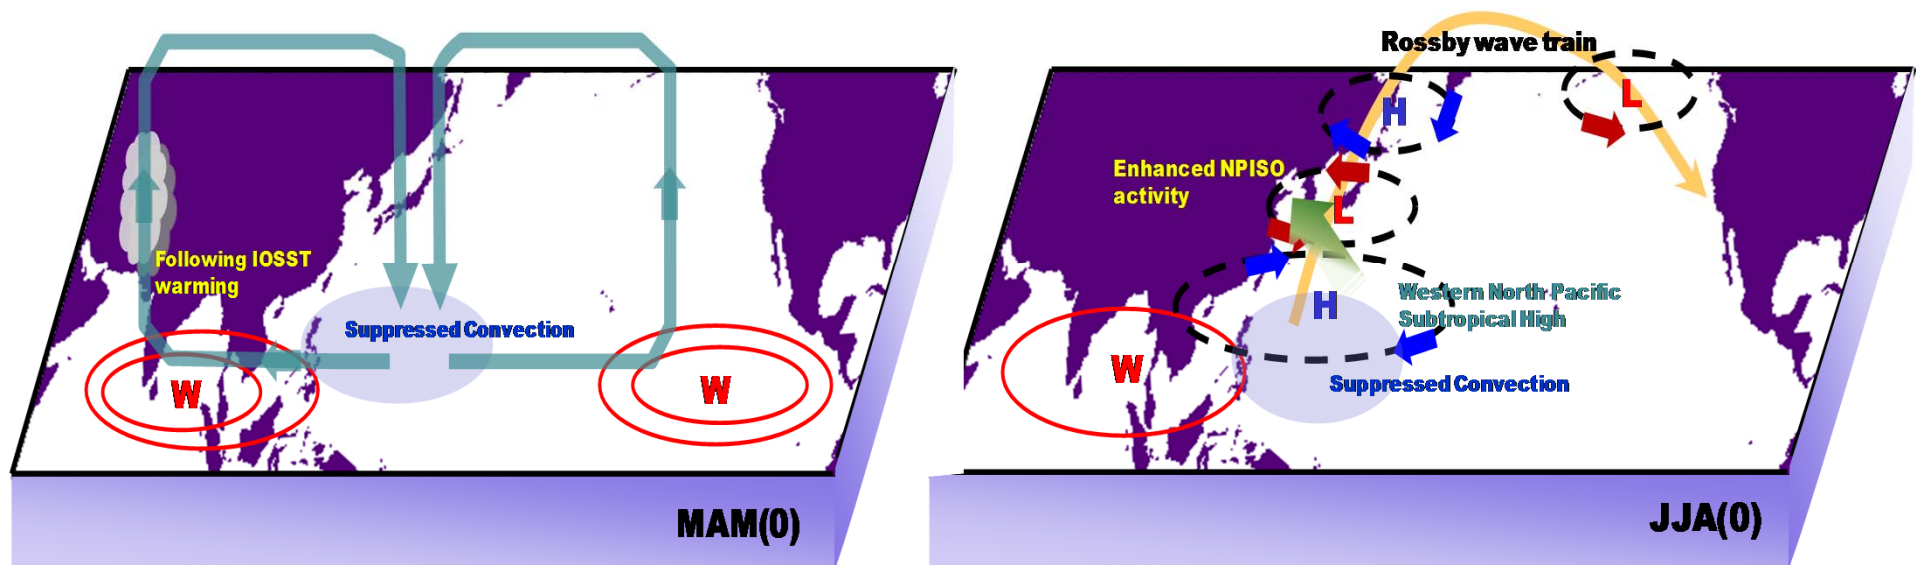 Following IOSST
warming
Suppressed Convection
W
W
MAM(0)
Rossby wave train
L
H
Enhanced NPISO
activity
L
H
Western North Pacific
Subtropical High
W
Suppressed Convection
JJA(0)